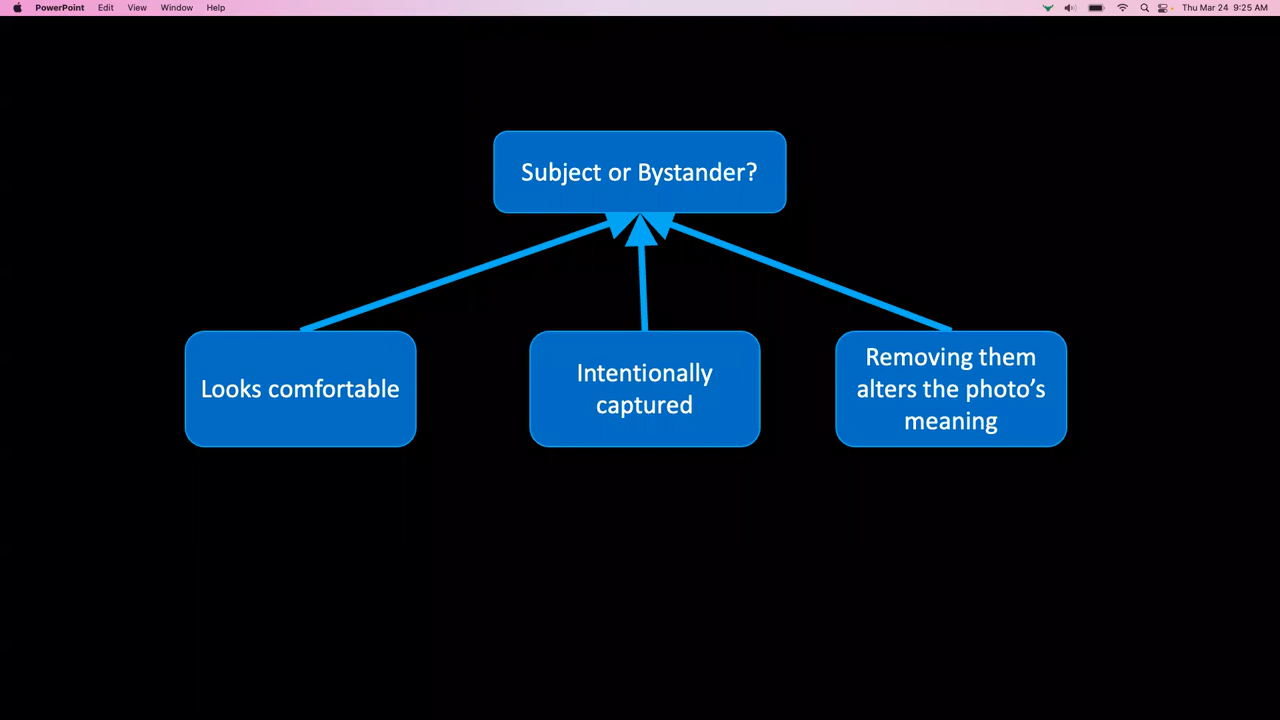 PowerPoint Edit View Window Help Thu Mar 24 9:25 AM
Subject or Bystander?
Looks comfortable
Intentionally
captured
Removing them
alters the photo’s
meaning